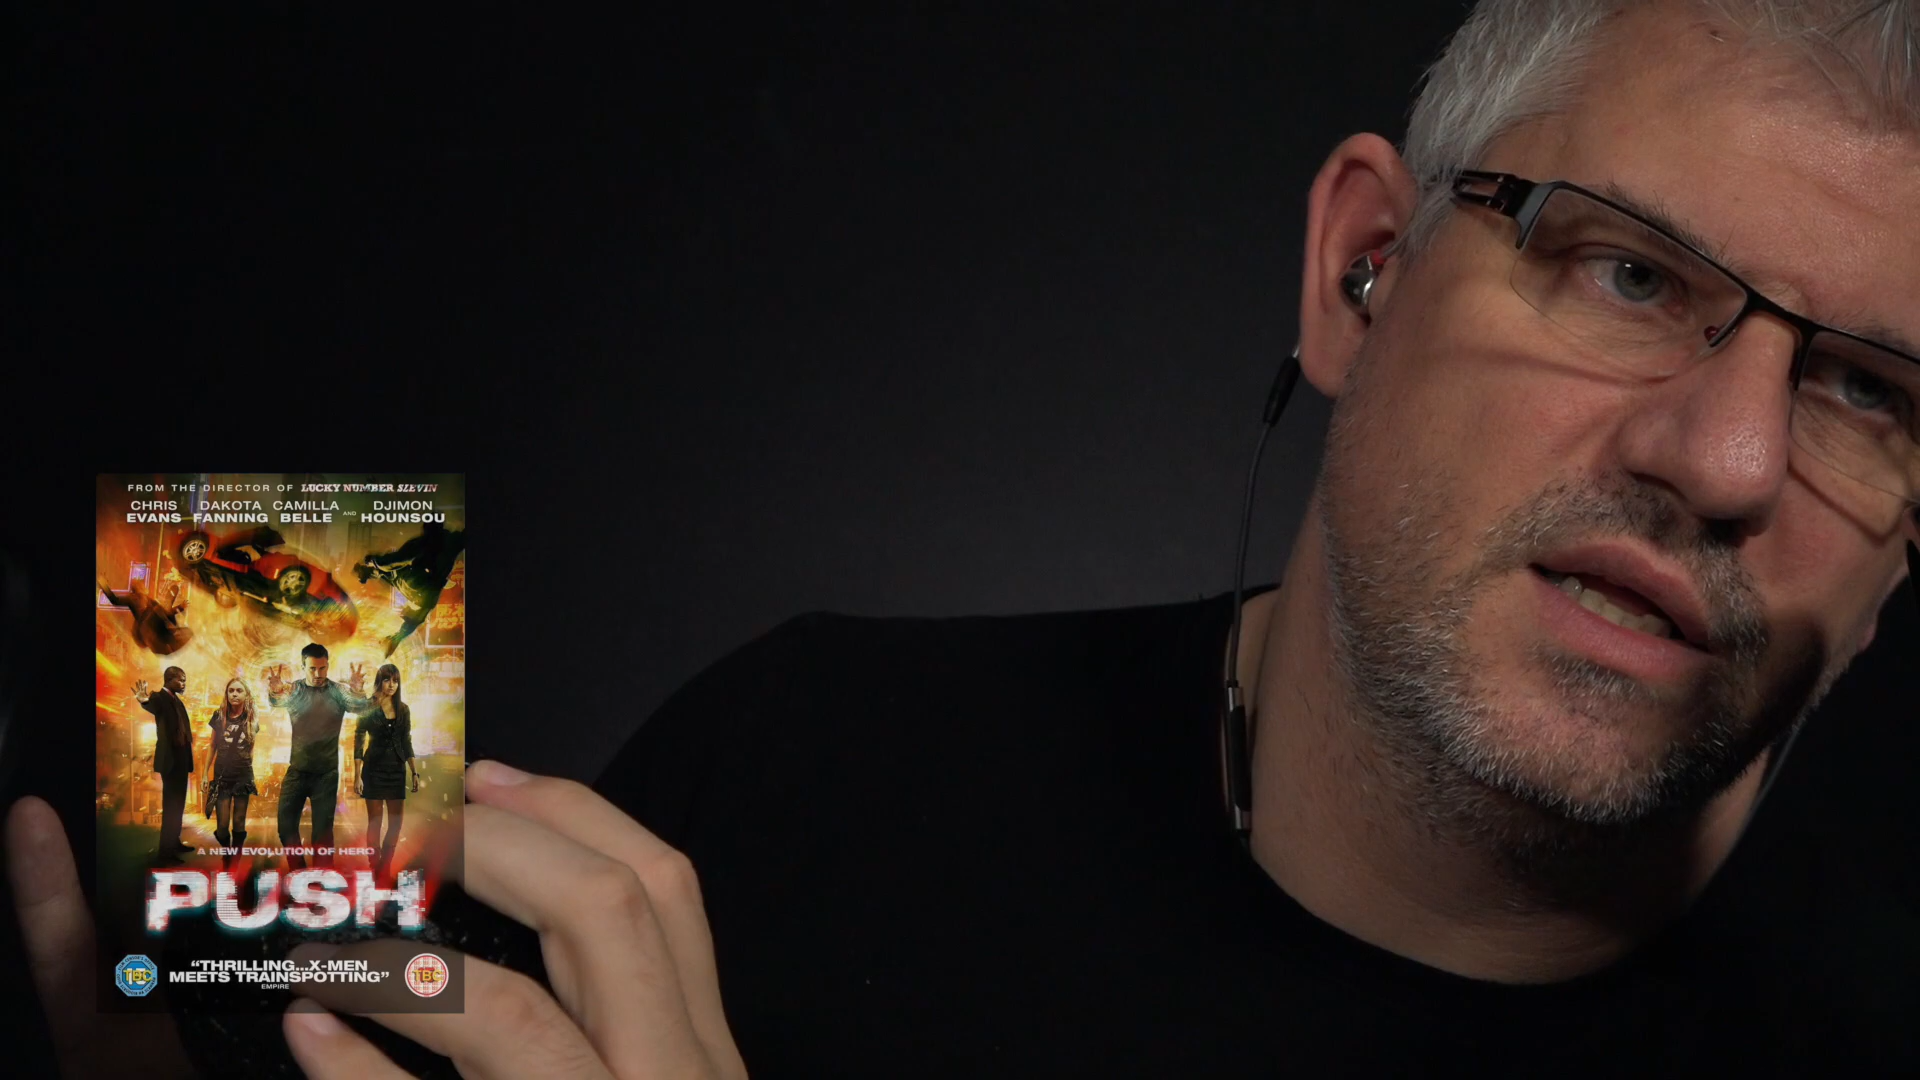 FROM THE DIRECTOR OF LUCKY NUMBER SLEVIN
CHRIS EVANS DAKOTA FANNING CAMILLA BELLE AND DJIMON HOUNSOU
A NEW EVOLUTION OF HERO
PUSH
TBC
“THRILLING...X-MEN
MEETS TRAINSPOTTING”
EMPIRE
TBC